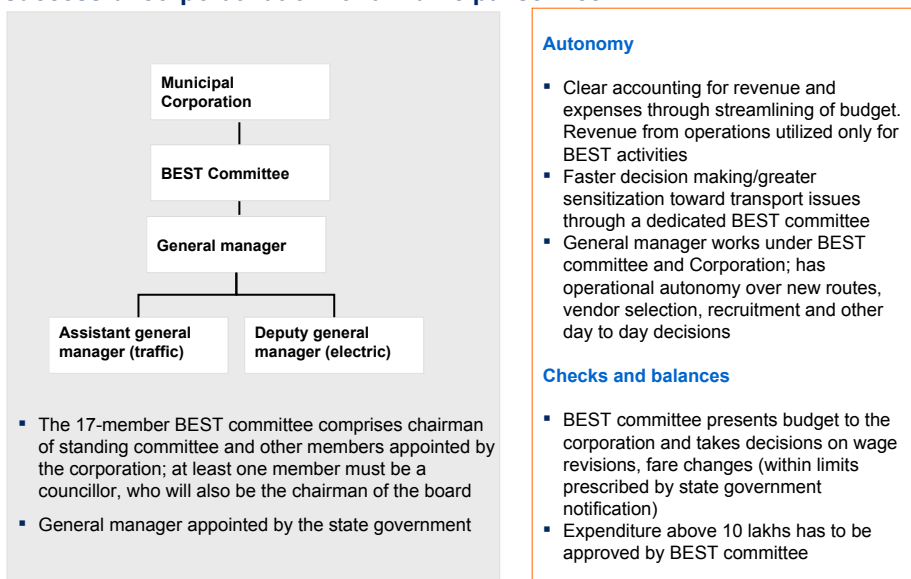 Municipal
Corporation
BEST Committee
General manager
Assistant general
manager (traffic)
Deputy general
manager (electric)
▪ The 17-member BEST committee comprises chairman
of standing committee and other members appointed by
the corporation; at least one member must be a
councillor, who will also be the chairman of the board
▪ General manager appointed by the state government
Autonomy
▪ Clear accounting for revenue and
expenses through streamlining of budget.
Revenue from operations utilized only for
BEST activities
▪ Faster decision making/greater
sensitization toward transport issues
through a dedicated BEST committee
▪ General manager works under BEST
committee and Corporation; has
operational autonomy over new routes,
vendor selection, recruitment and other
day to day decisions
Checks and balances
▪ BEST committee presents budget to the
corporation and takes decisions on wage
revisions, fare changes (within limits
prescribed by state government
notification)
▪ Expenditure above 10 lakhs has to be
approved by BEST committee